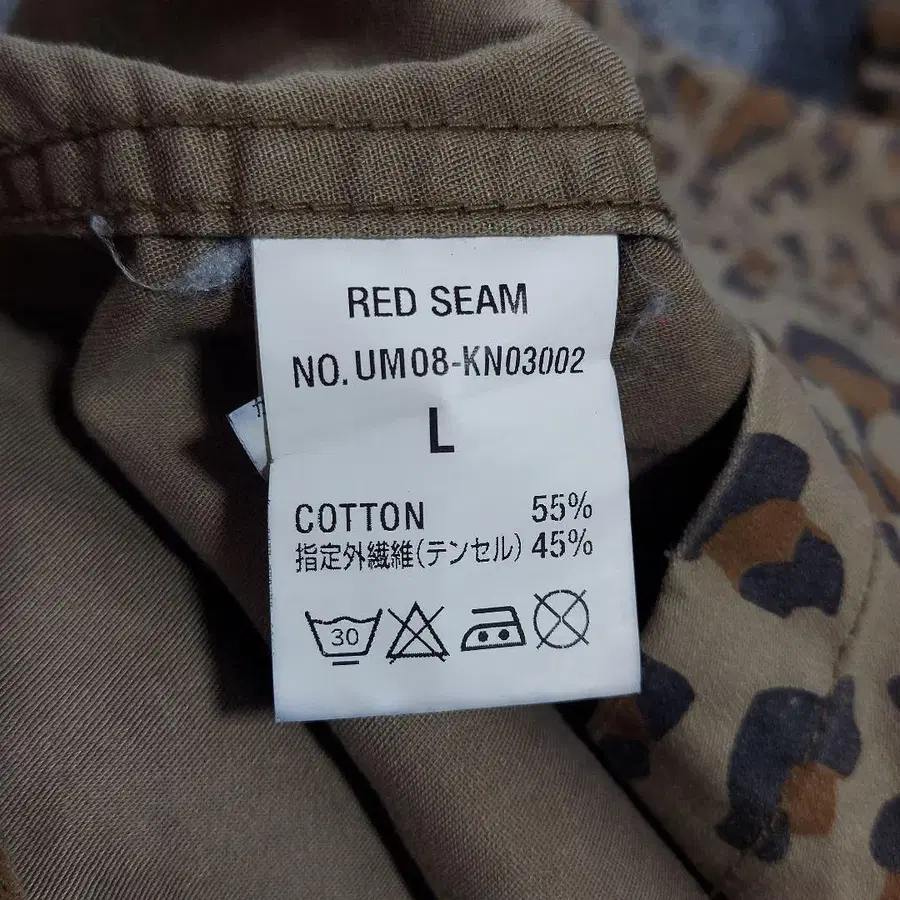 RED SEAM
NO. UM08-KN03002
L
COTTON 55%
指定外繊維(テンセル) 45%
30